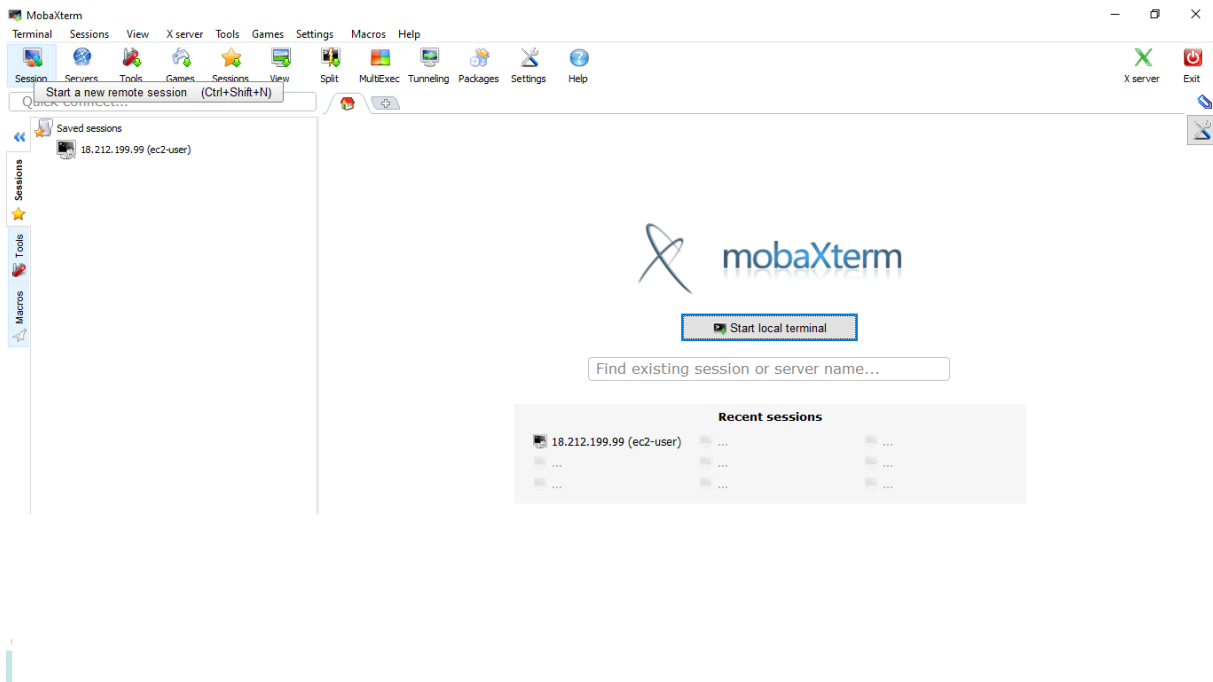 MobaXterm
Terminal Sessions View X server Tools Games Settings Macros Help
Session Servers Tools Games Sessions View Split MultiExec Tunneling Packages Settings Help X server Exit
Start a new remote session (Ctrl+Shift+N)
Quick connect...
Saved sessions
18.212.199.99 (ec2-user)
Sessions
Tools
Macros
mobaXterm
Start local terminal
Find existing session or server name...
Recent sessions
18.212.199.99 (ec2-user) ... ...
... ... ...
... ... ...